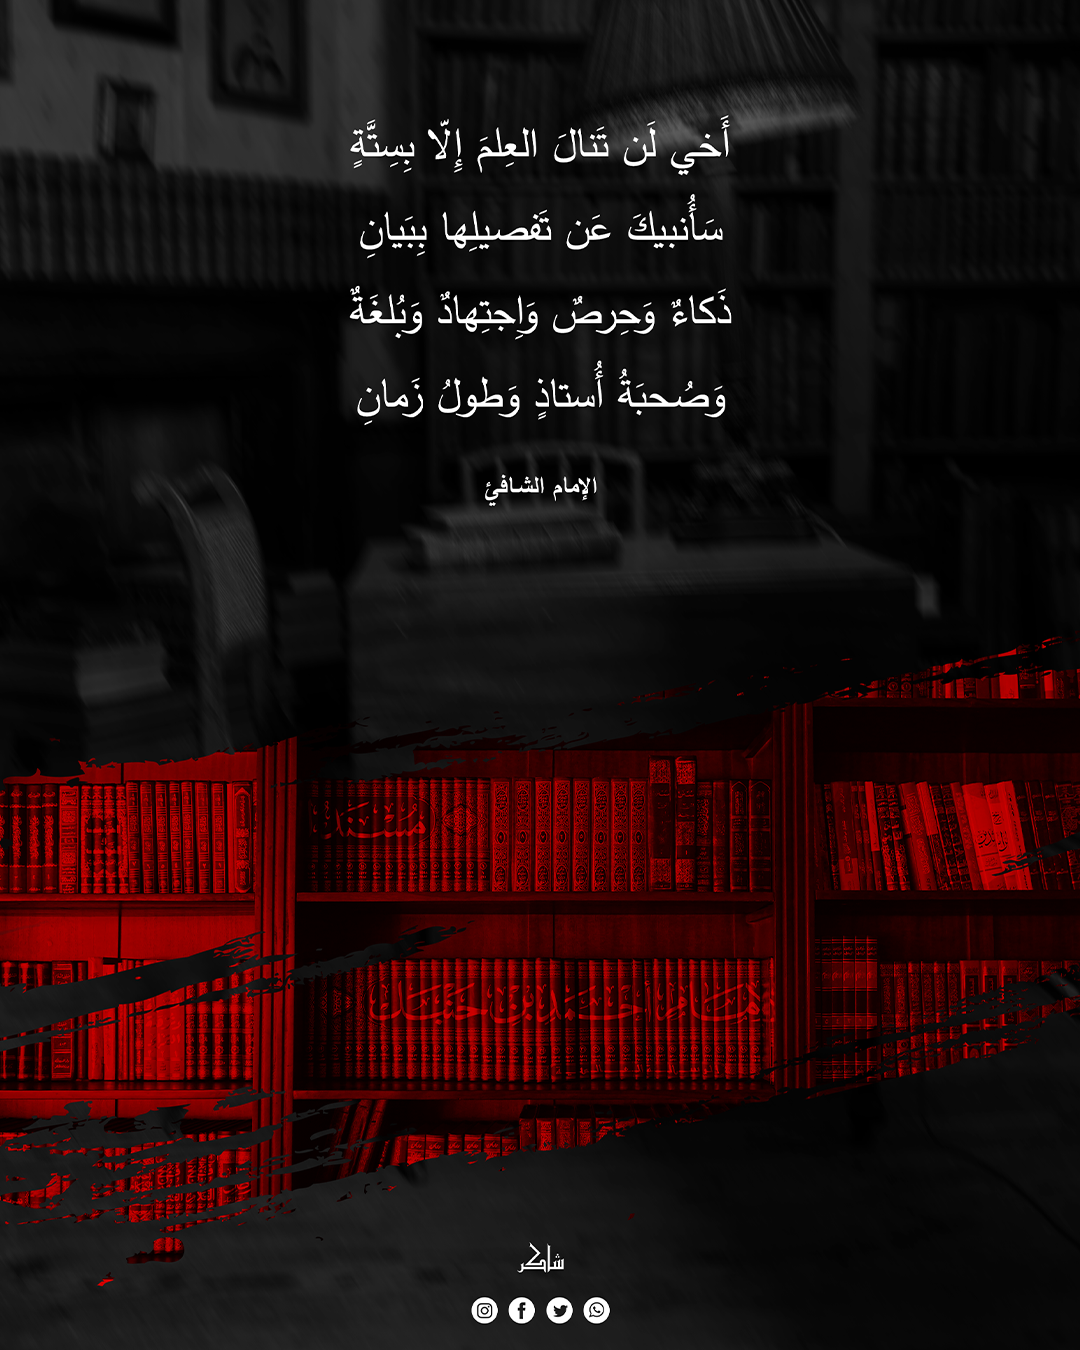 أَخي لَن تَنالَ العِلمَ إِلّا بِسِتَّةٍ
سَأُنبيكَ عَن تَفصيلِها بِبَيانِ
ذَكاءٌ وَحِرصٌ وَاِجتِهادٌ وَبُلغَةٌ
وَصُحبَةُ أُستاذٍ وَطولُ زَمانِ
الإمام الشافعي
مسند
الإمام أحمد بن حنبل
شاكر